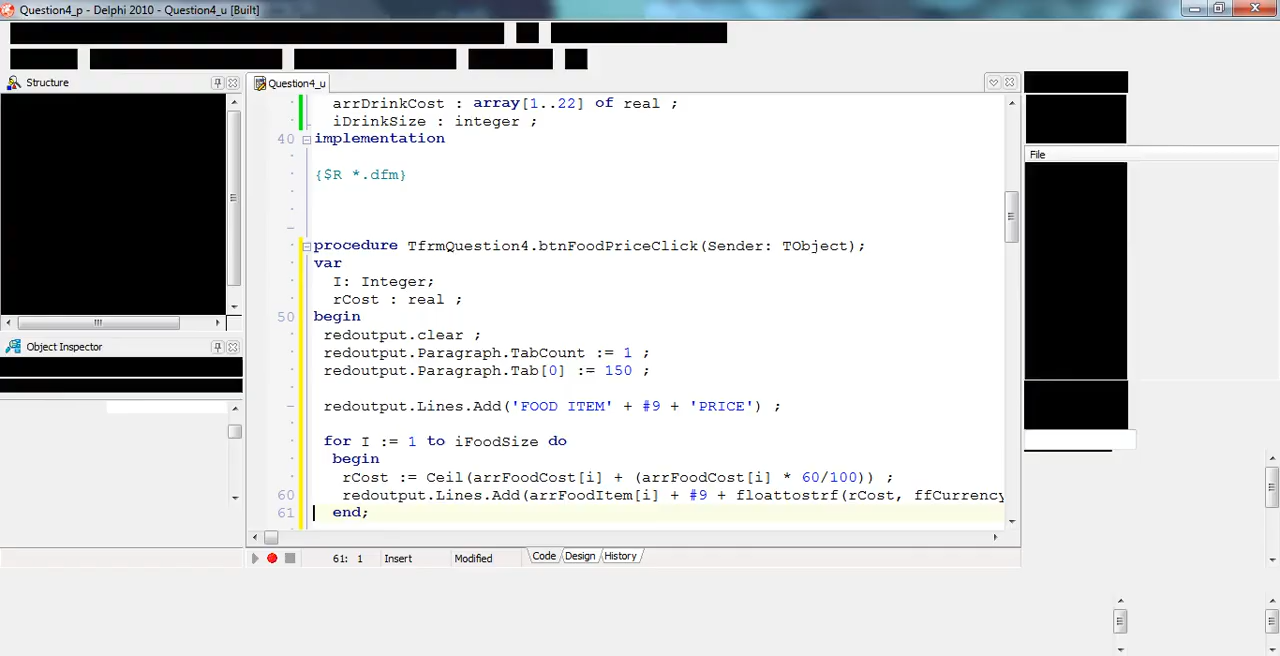 Question4_p - Delphi 2010 - Question4_u [Built]
Structure
Question4_u
arrDrinkCost : array[1..22] of real ;
iDrinkSize : integer ;
40 implementation
{$R *.dfm}
File
procedure TfrmQuestion4.btnFoodPriceClick(Sender: TObject);
var
I: Integer;
rCost : real ;
50 begin
redoutput.clear ;
redoutput.Paragraph.TabCount := 1 ;
redoutput.Paragraph.Tab[0] := 150 ;
redoutput.Lines.Add('FOOD ITEM' + #9 + 'PRICE') ;
for I := 1 to iFoodSize do
begin
rCost := Ceil(arrFoodCost[i] + (arrFoodCost[i] * 60/100)) ;
60 redoutput.Lines.Add(arrFoodItem[i] + #9 + floattostrf(rCost, ffCurrency
61 end;
Object Inspector
61: 1 Insert Modified Code Design History